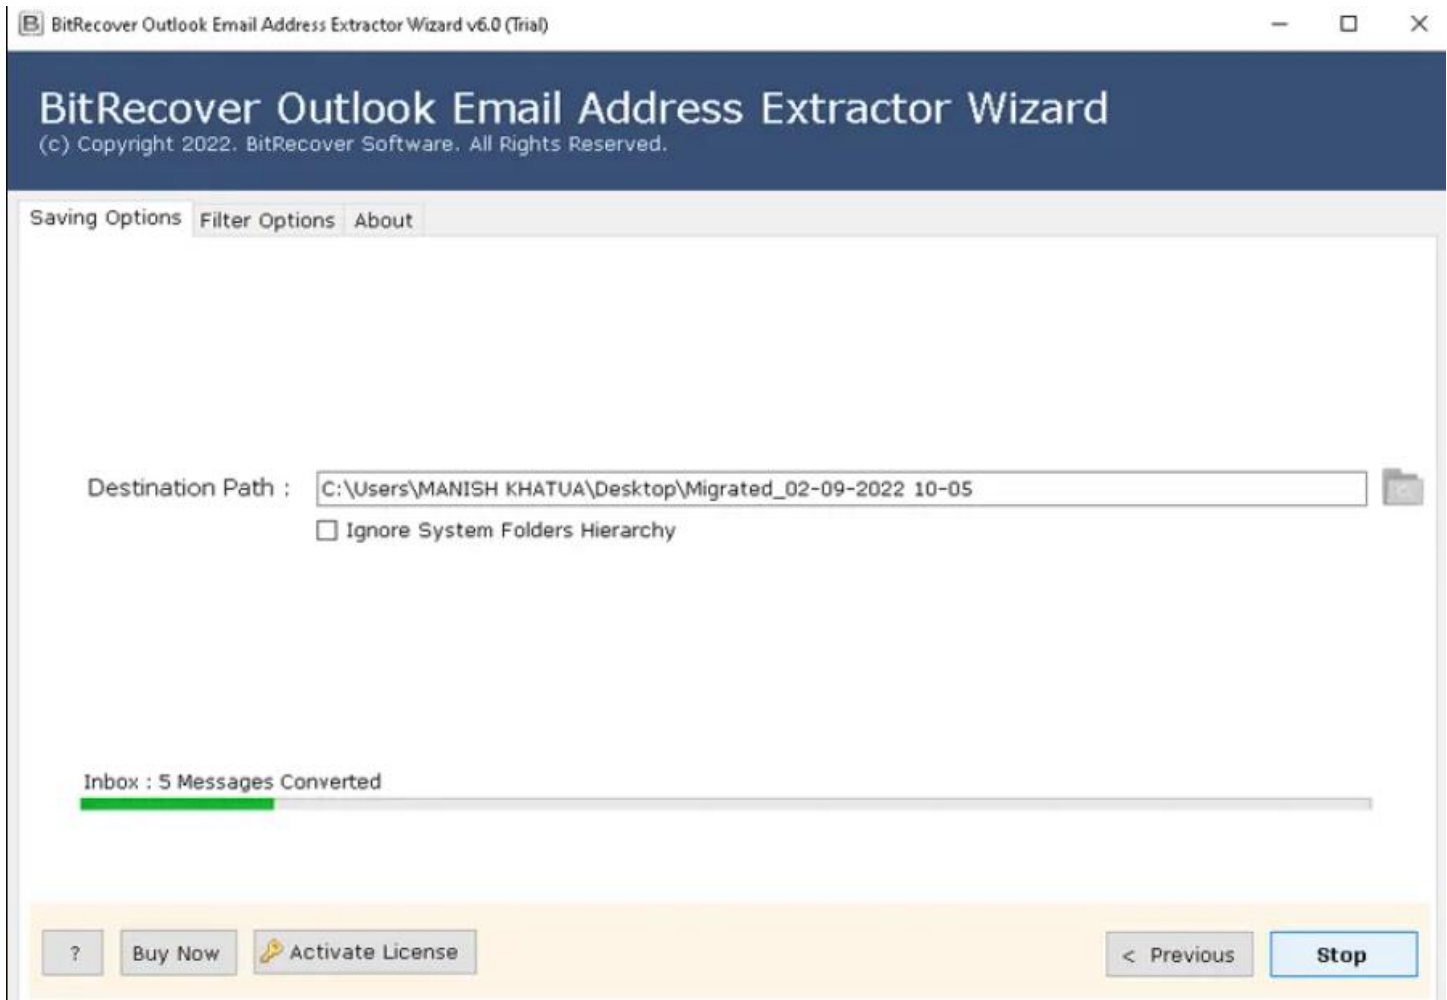 BitRecover Outlook Email Address Extractor Wizard v6.0 (Trial)
BitRecover Outlook Email Address Extractor Wizard
(c) Copyright 2022. BitRecover Software. All Rights Reserved.
Saving Options Filter Options About
Destination Path : C:\Users\MANISH KHATUA\Desktop\Migrated_02-09-2022 10-05
Ignore System Folders Hierarchy
Inbox : 5 Messages Converted
? Buy Now Activate License < Previous Stop